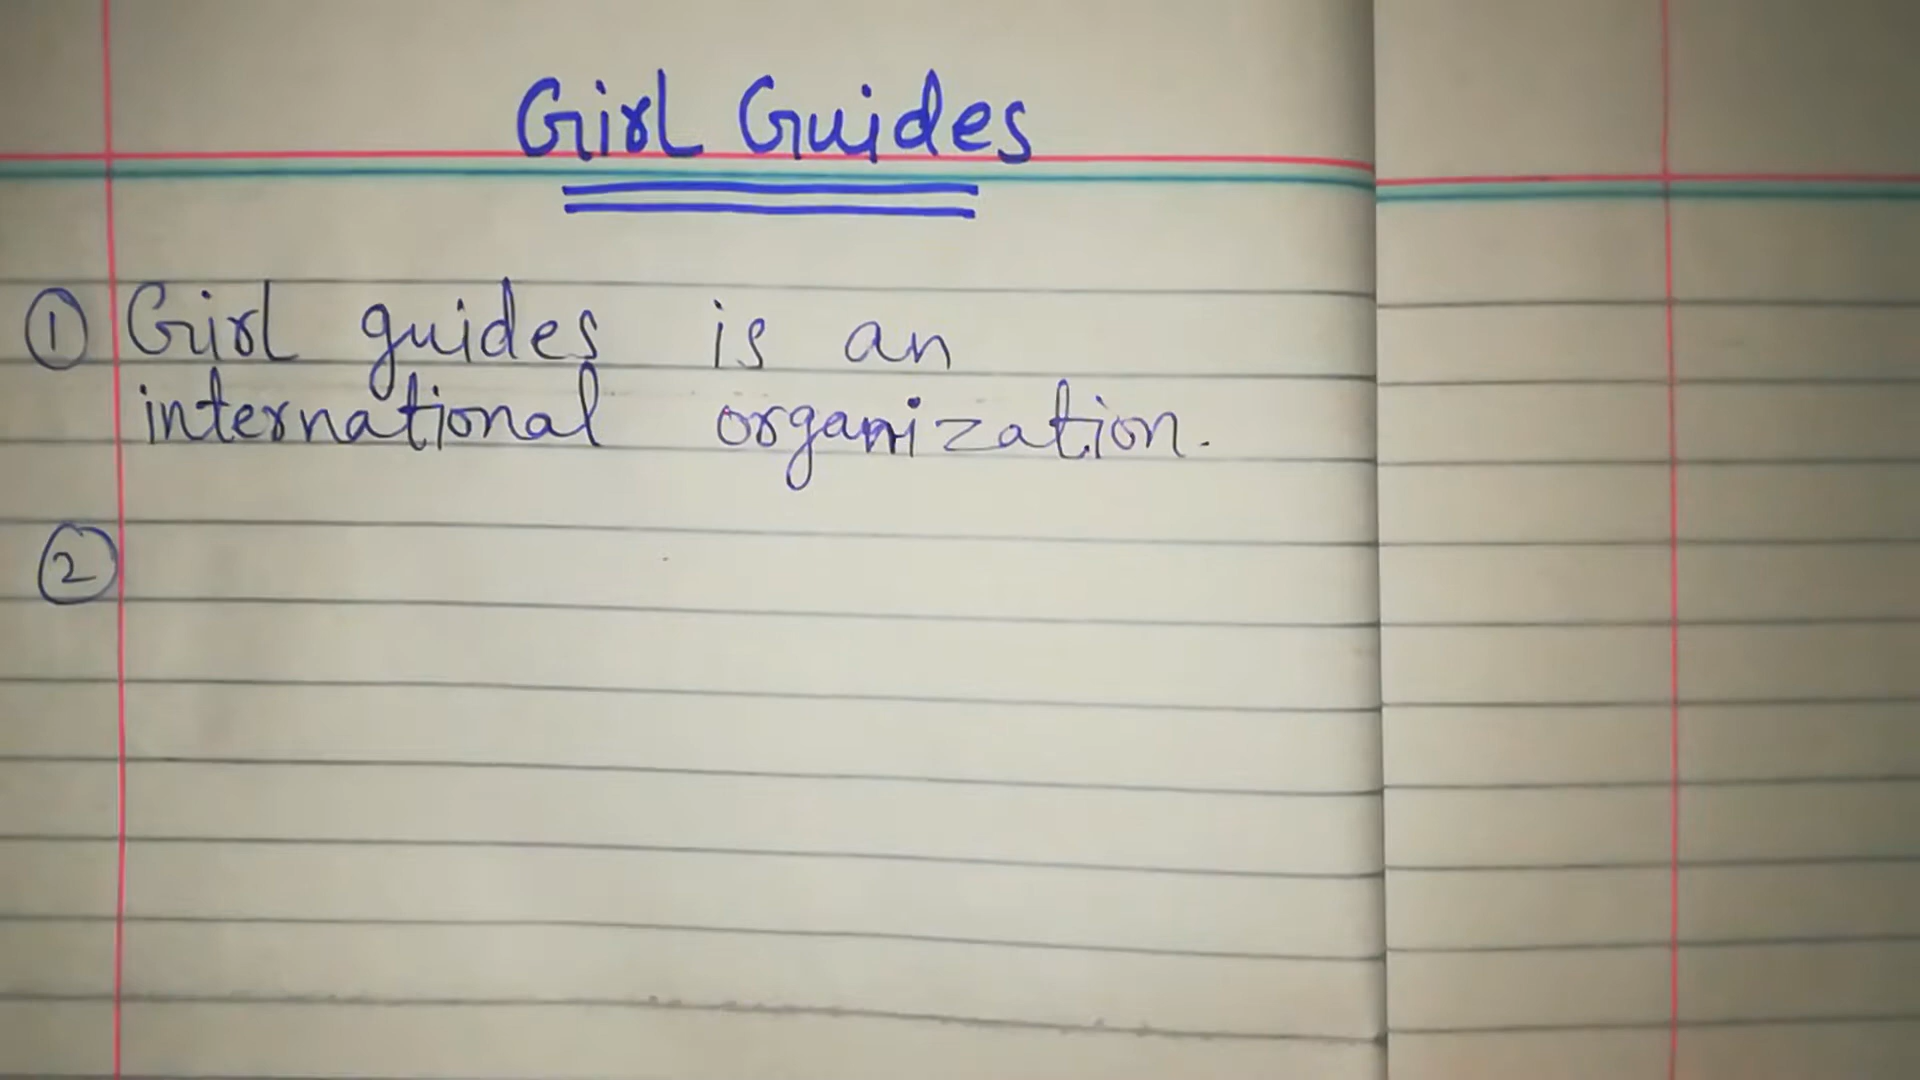 Girl Guides
① Girl guides is an
international organization.
②